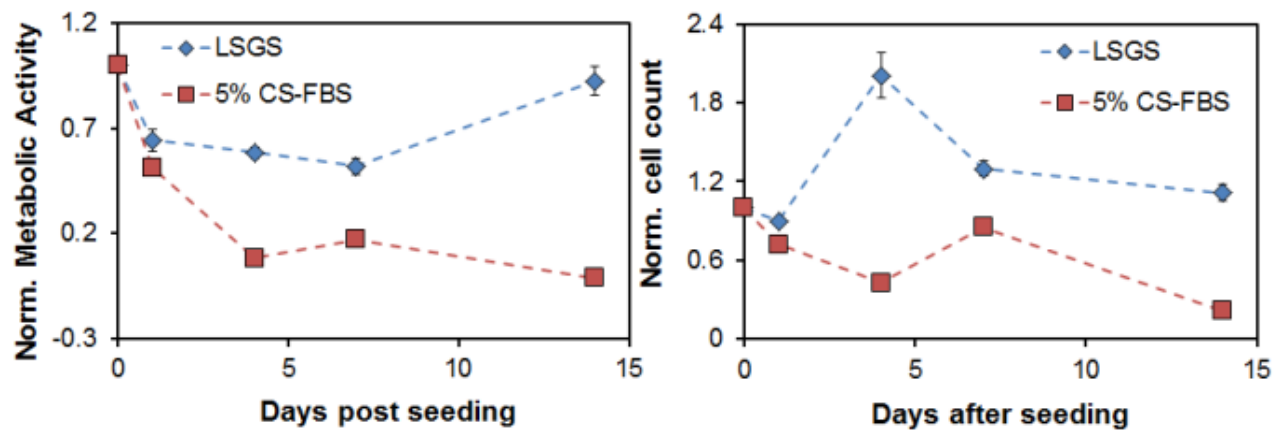 Norm. Metabolic Activity
1.2
0.7
0.2
-0.3
LSGS
5% CS-FBS
0
5
10
15
Days post seeding
Norm. cell count
2.4
1.8
1.2
0.6
0
LSGS
5% CS-FBS
0
5
10
15
Days after seeding